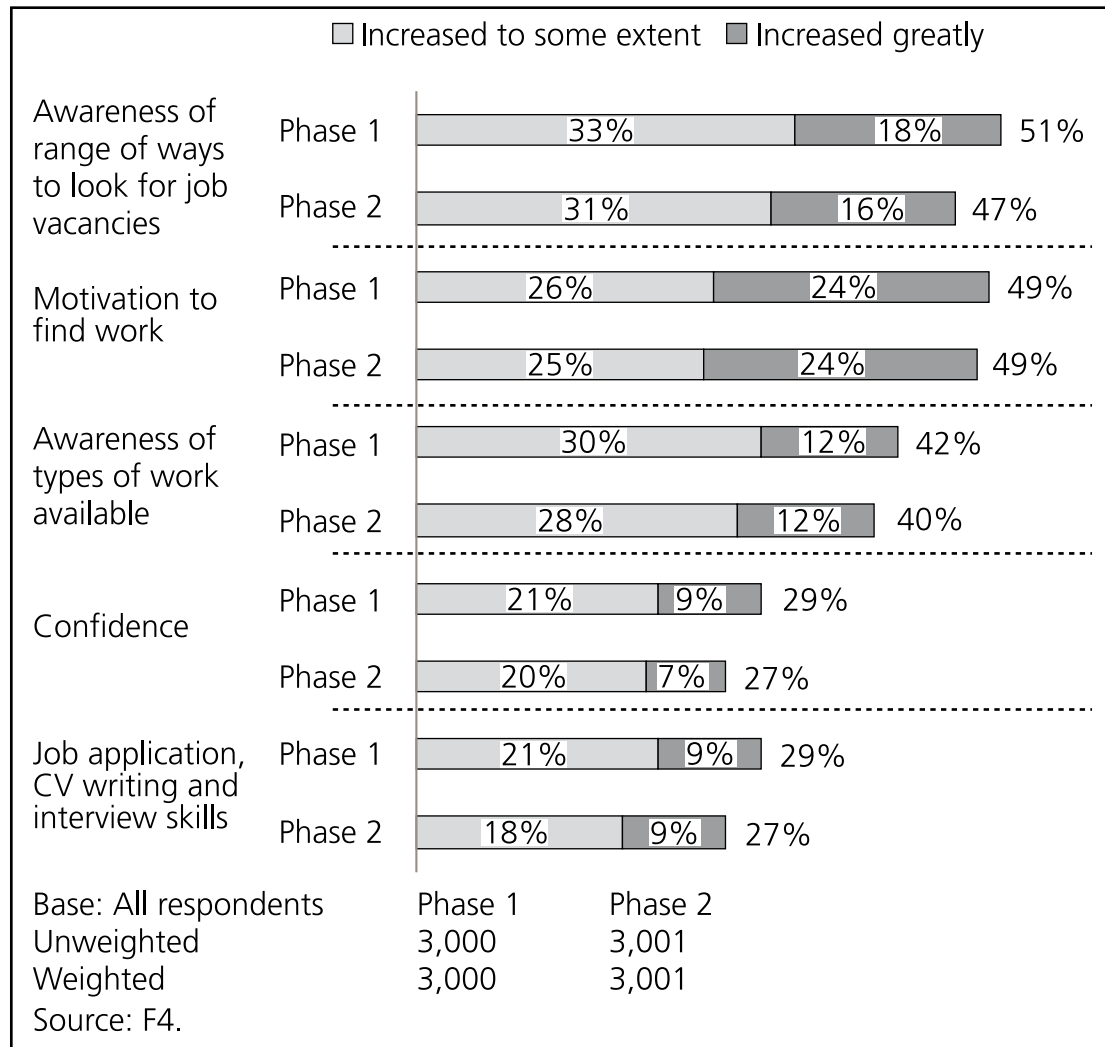 Increased to some extent Increased greatly
Awareness of
range of ways
to look for job
vacancies
Phase 1 33% 18% 51%
Phase 2 31% 16% 47%
Motivation to
find work
Phase 1 26% 24% 49%
Phase 2 25% 24% 49%
Awareness of
types of work
available
Phase 1 30% 12% 42%
Phase 2 28% 12% 40%
Confidence
Phase 1 21% 9% 29%
Phase 2 20% 7% 27%
Job application,
CV writing and
interview skills
Phase 1 21% 9% 29%
Phase 2 18% 9% 27%
Base: All respondents Phase 1 Phase 2
Unweighted 3,000 3,001
Weighted 3,000 3,001
Source: F4.